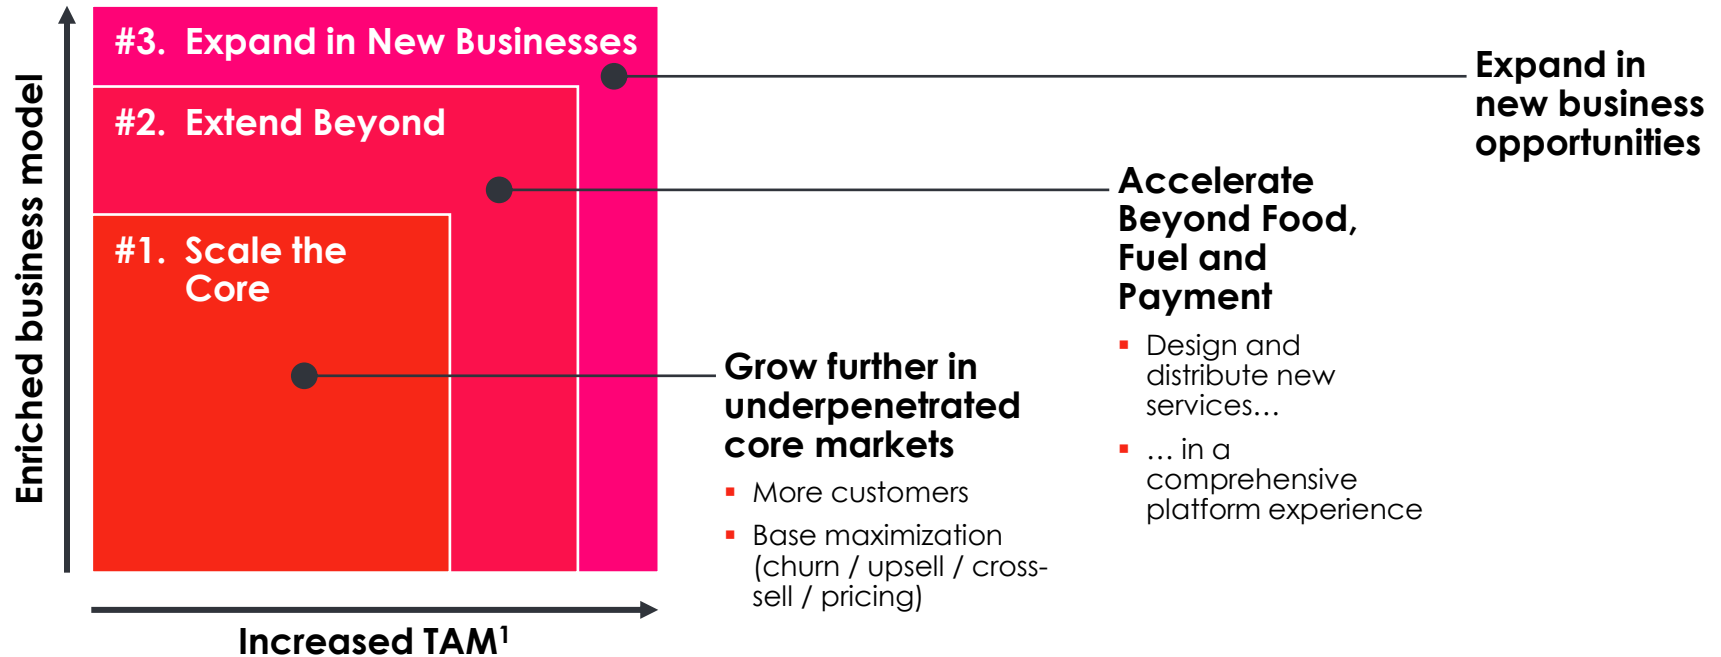 Enriched business model
#3. Expand in New Businesses
#2. Extend Beyond
#1. Scale the
Core
Increased TAM¹
Grow further in
underpenetrated
core markets
▪ More customers
▪ Base maximization
(churn / upsell / cross-
sell / pricing)
Accelerate
Beyond Food,
Fuel and
Payment
▪ Design and
distribute new
services…
▪ … in a
comprehensive
platform experience
Expand in
new business
opportunities